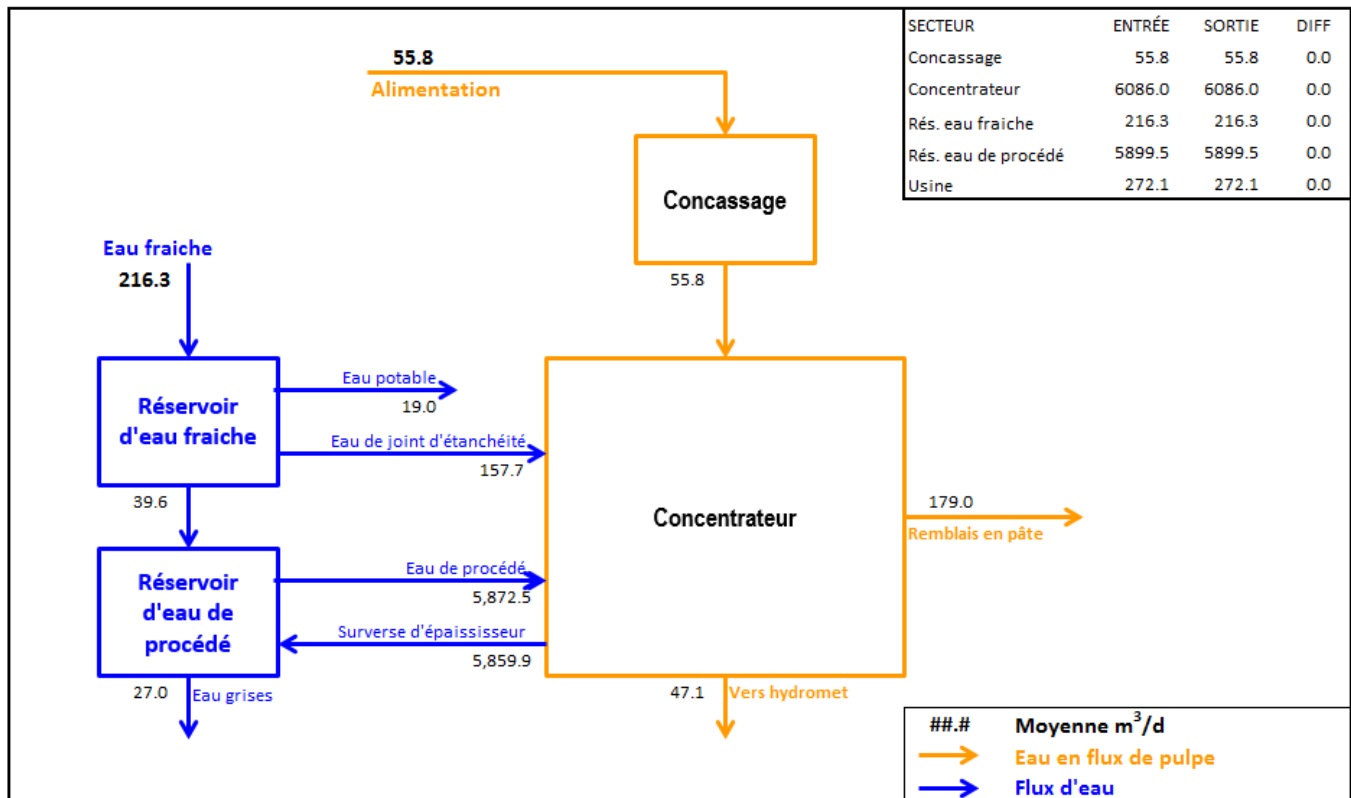 55.8
Alimentation
SECTEUR ENTRÉE SORTIE DIFF
Concassage 55.8 55.8 0.0
Concentrateur 6086.0 6086.0 0.0
Rés. eau fraiche 216.3 216.3 0.0
Rés. eau de procédé 5899.5 5899.5 0.0
Usine 272.1 272.1 0.0
Concassage
55.8
Eau fraiche
216.3
Réservoir
d'eau fraiche
Eau potable
19.0
Eau de joint d'étanchéité
157.7
39.6
Concentrateur
179.0
Remblais en pâte
Réservoir
d'eau de
procédé
Eau de procédé
5,872.5
Surverse d'épaississeur
5,859.9
27.0 Eau grises
47.1 Vers hydromet
##.# Moyenne m³/d
Eau en flux de pulpe
Flux d'eau